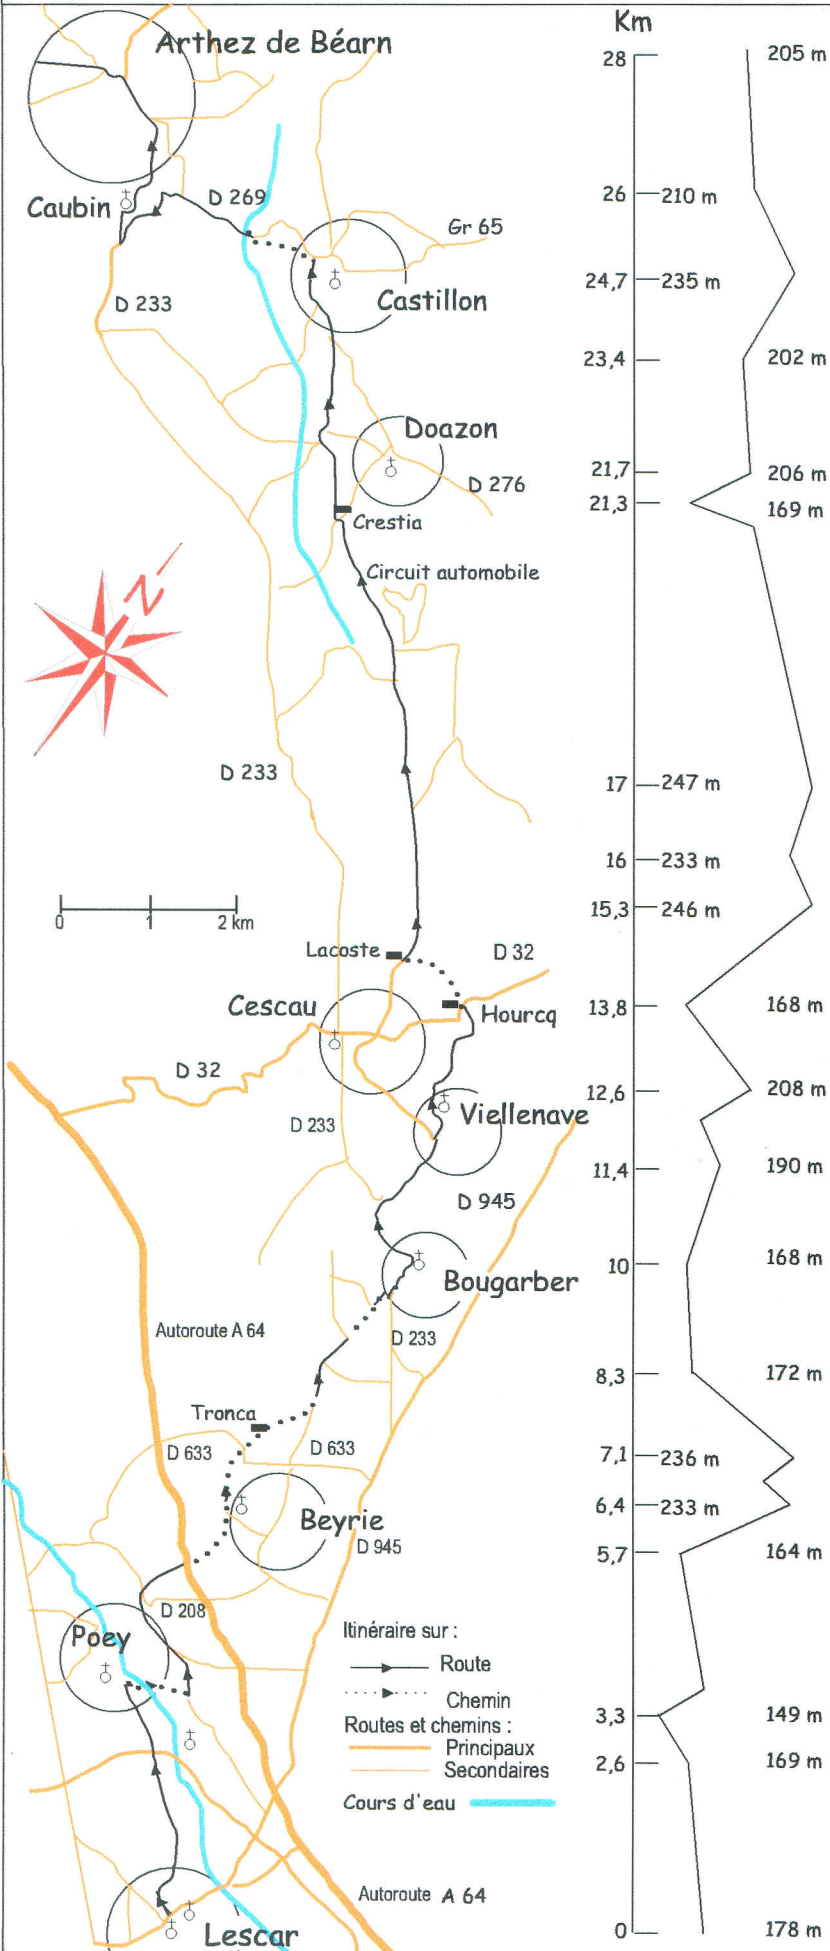 Km
Arthez de Béarn
28 205 m
Caubin
D 269
26 210 m
Gr 65
24,7 235 m
D 233
Castillon
23,4 202 m
Doazon
21,7 206 m
D 276
21,3 169 m
Crestia
Circuit automobile
N
D 233
17 247 m
16 233 m
15,3 246 m
0 1 2 km
Lacoste
D 32
Cescau
Hourcq
13,8 168 m
D 32
12,6 208 m
Viellenave
D 233
11,4 190 m
D 945
10 168 m
Bougarber
Autoroute A 64
D 233
8,3 172 m
Tronca
D 633
D 633
7,1 236 m
6,4 233 m
Beyrie
D 945
5,7 164 m
D 208
Poey
Itinéraire sur :
Route
Chemin
3,3 149 m
Routes et chemins :
Principaux
Secondaires
2,6 169 m
Cours d'eau
Autoroute A 64
Lescar
0 178 m